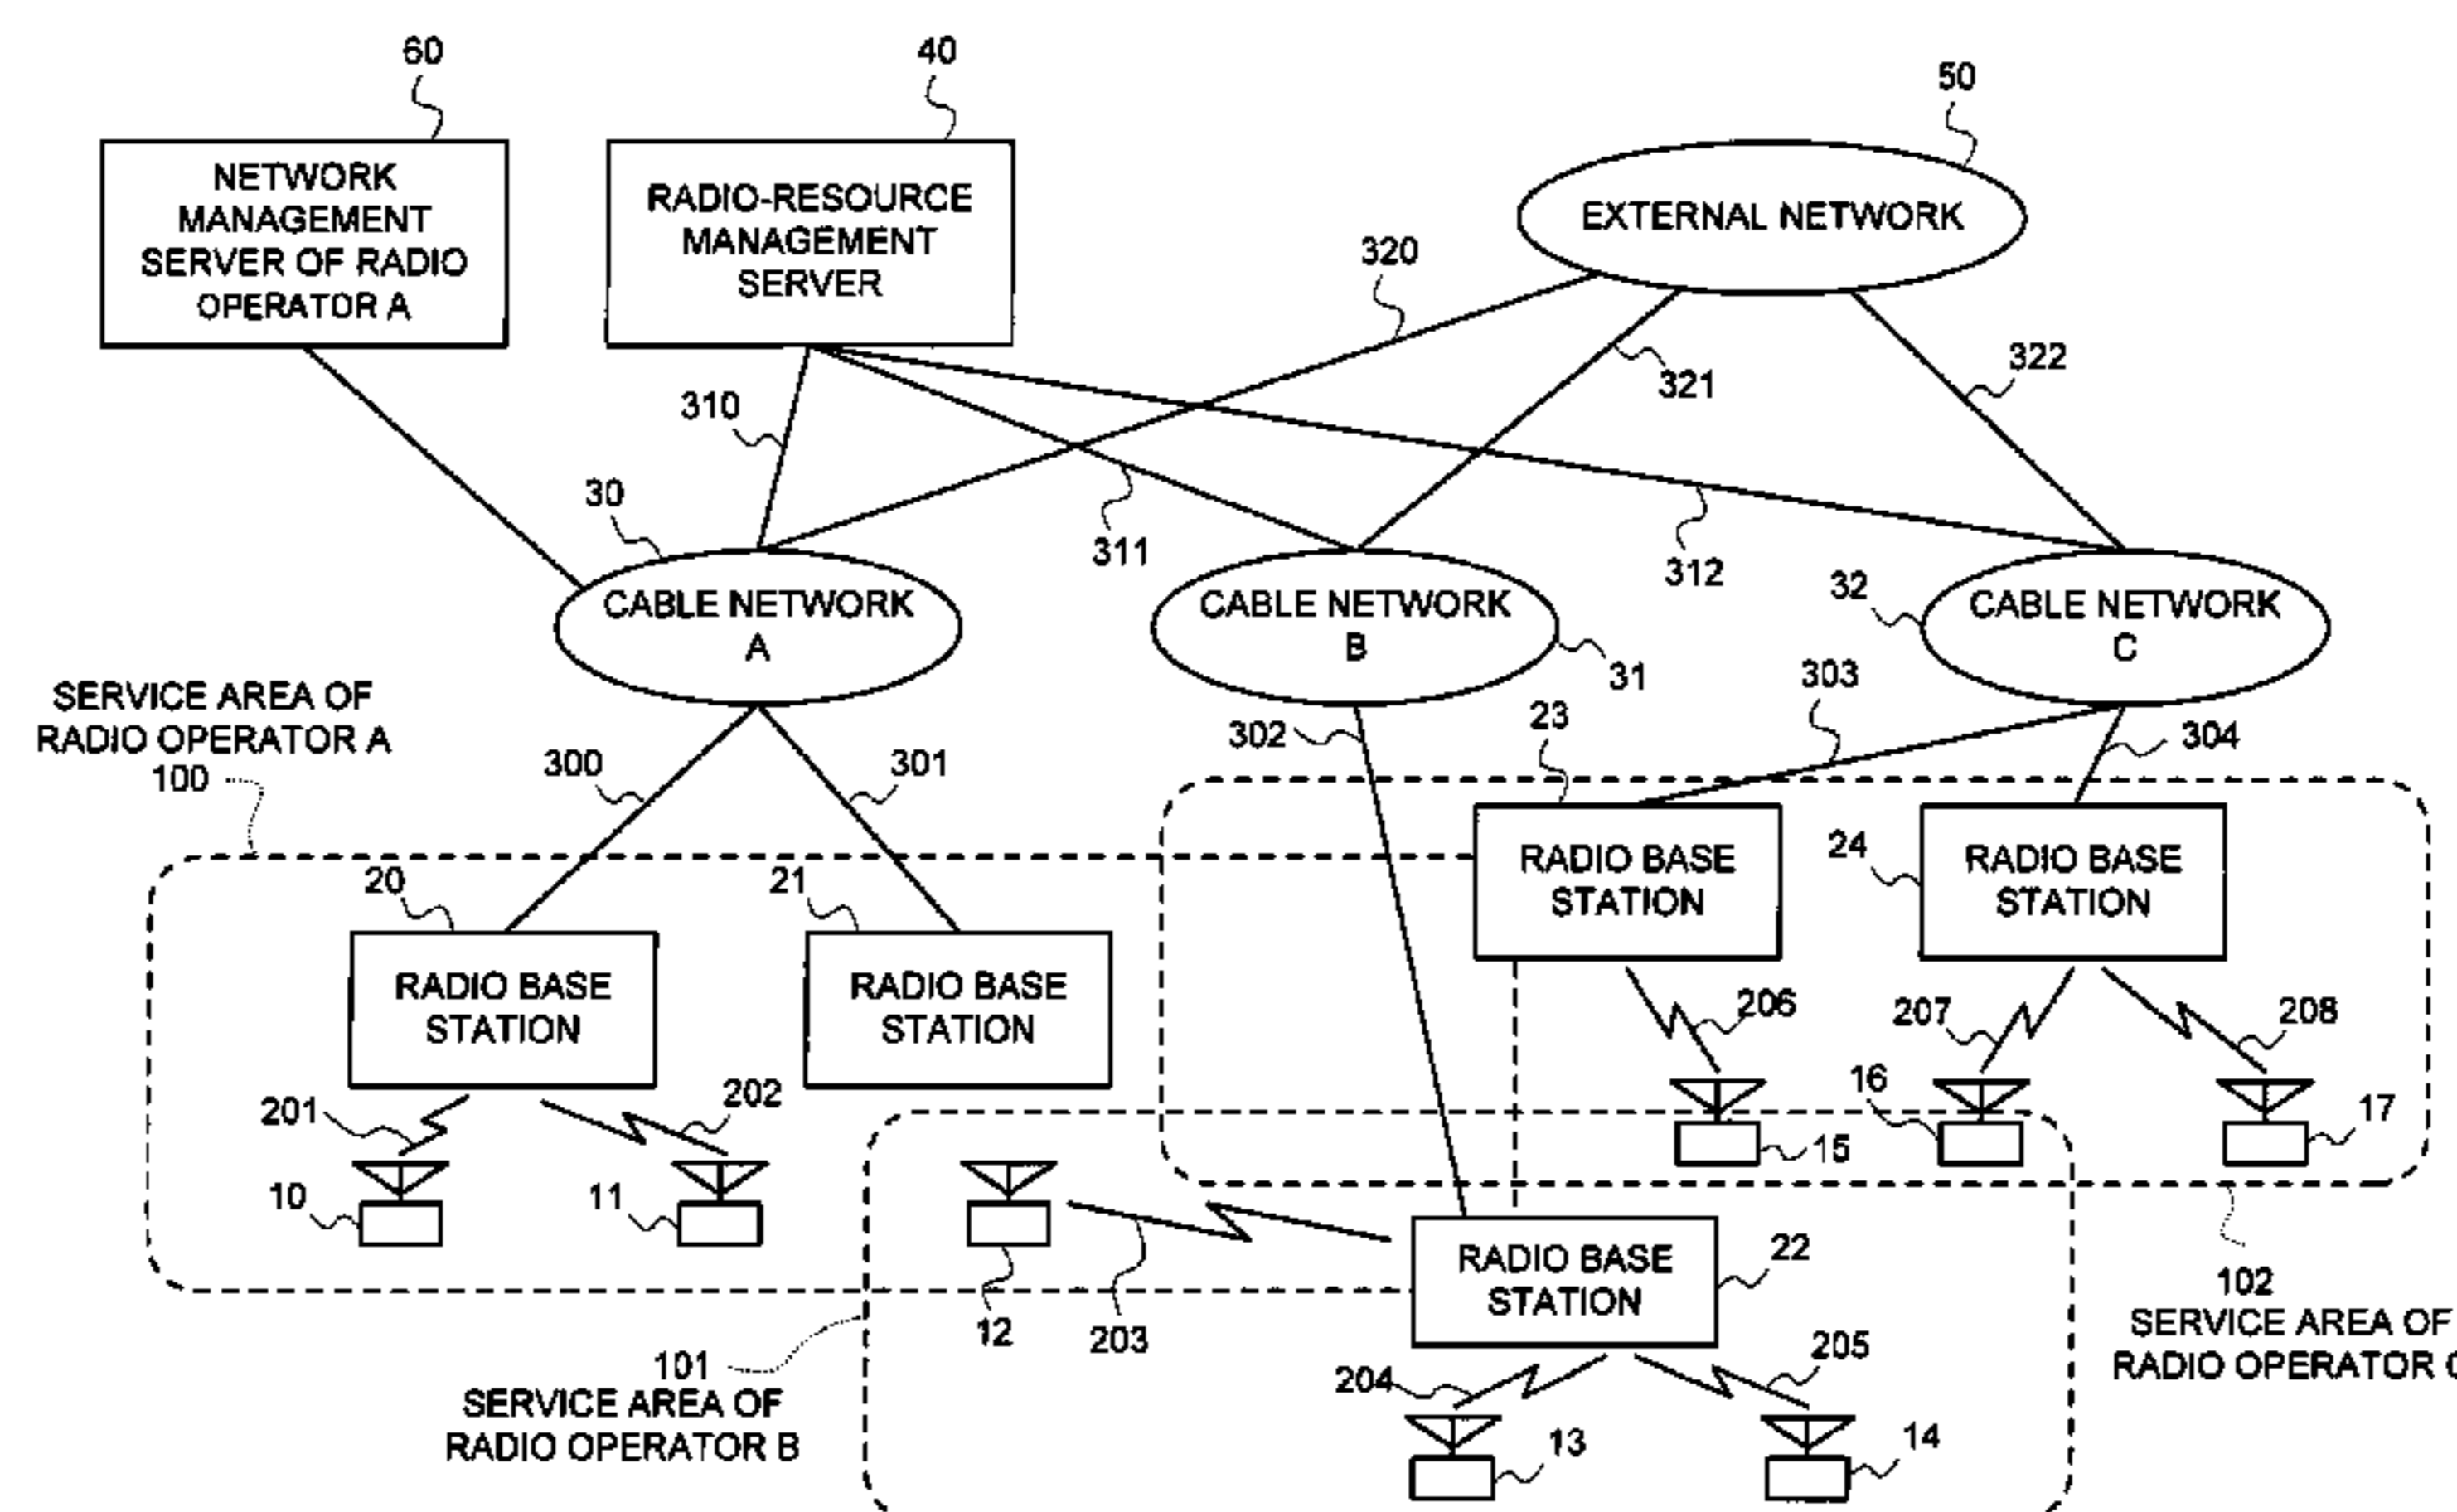 60
40
50
NETWORK
MANAGEMENT
SERVER OF RADIO
OPERATOR A
RADIO-RESOURCE
MANAGEMENT
SERVER
EXTERNAL NETWORK
320
321
322
310
30
311
312
32
CABLE NETWORK
A
CABLE NETWORK
B
CABLE NETWORK
C
31
SERVICE AREA OF
RADIO OPERATOR A
100
300
301
302
23
303
304
20
21
24
RADIO BASE
STATION
RADIO BASE
STATION
RADIO BASE
STATION
RADIO BASE
STATION
206
207
208
201
202
16
17
15
10
11
12
203
RADIO BASE
STATION
22
102
SERVICE AREA OF
RADIO OPERATOR C
101
SERVICE AREA OF
RADIO OPERATOR B
204
205
13
14